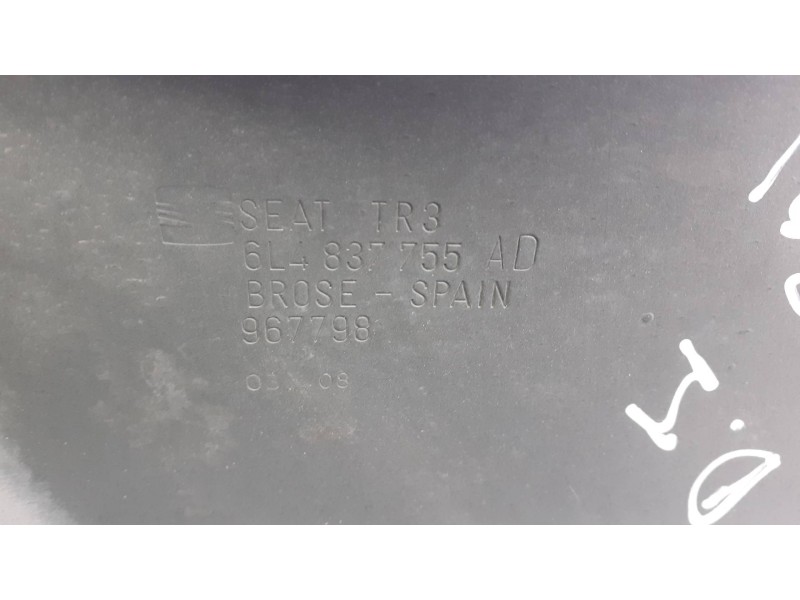 SEAT TR3
6L4 837 755 AD
BROSE - SPAIN
967798